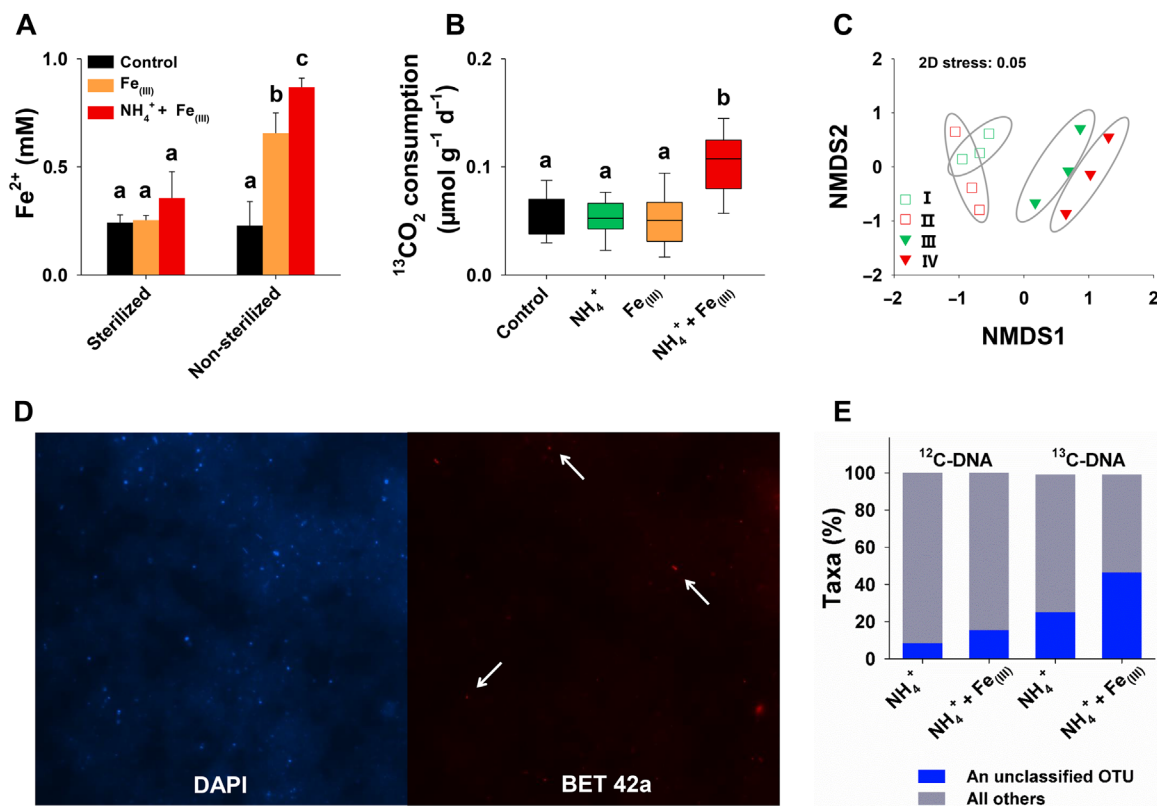 A
1.0
0.5
0.0
Fe²⁺ (mM)
Control
Fe(III)
NH₄⁺ + Fe(III)
a
a
a
a
b
c
Sterilized
Non-sterilized
B
0.2
0.1
0.0
¹³CO₂ consumption
(µmol g⁻¹ d⁻¹)
a
a
a
b
Control
NH₄⁺
Fe(III)
NH₄⁺ + Fe(III)
C
2D stress: 0.05
2
1
0
−1
−2
NMDS2
I
II
III
IV
−2
−1
0
1
2
NMDS1
D
DAPI
BET 42a
E
¹²C-DNA
¹³C-DNA
100
80
60
40
20
0
Taxa (%)
NH₄⁺
NH₄⁺ + Fe(III)
NH₄⁺
NH₄⁺ + Fe(III)
An unclassified OTU
All others